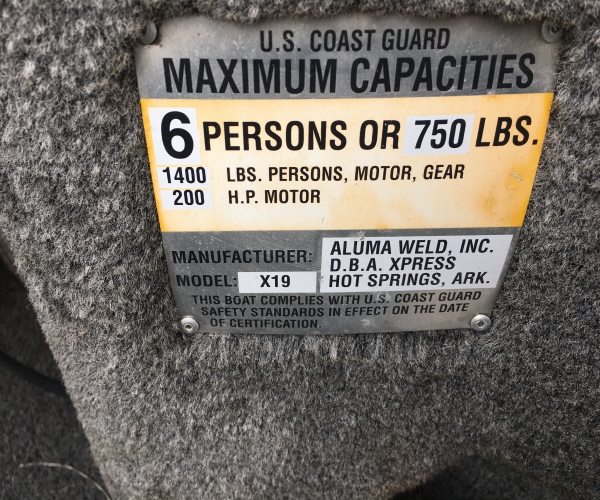 U.S. COAST GUARD
MAXIMUM CAPACITIES
6 PERSONS OR 750 LBS.
1400 LBS. PERSONS, MOTOR, GEAR
200 H.P. MOTOR
MANUFACTURER: ALUMA WELD, INC.
D.B.A. XPRESS
MODEL: X19 HOT SPRINGS, ARK.
THIS BOAT COMPLIES WITH U.S. COAST GUARD
SAFETY STANDARDS IN EFFECT ON THE DATE
OF CERTIFICATION.